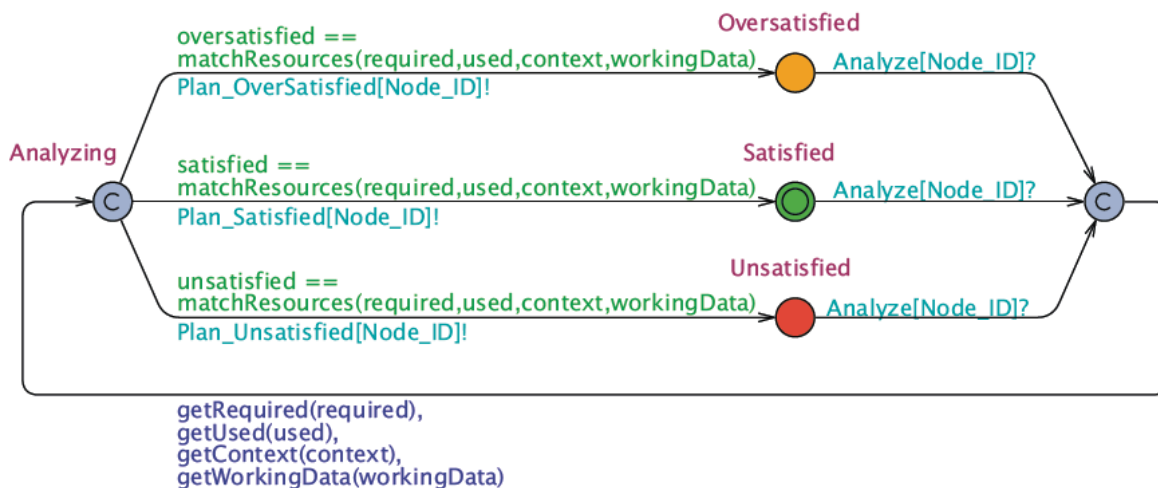 Oversatisfied
oversatisfied ==
matchResources(required,used,context,workingData)
Analyze[Node_ID]?
Plan_OverSatisfied[Node_ID]!
Analyzing
Satisfied
satisfied ==
matchResources(required,used,context,workingData)
Analyze[Node_ID]?
C
C
Plan_Satisfied[Node_ID]!
Unsatisfied
unsatisfied ==
matchResources(required,used,context,workingData)
Analyze[Node_ID]?
Plan_Unsatisfied[Node_ID]!
getRequired(required),
getUsed(used),
getContext(context),
getWorkingData(workingData)